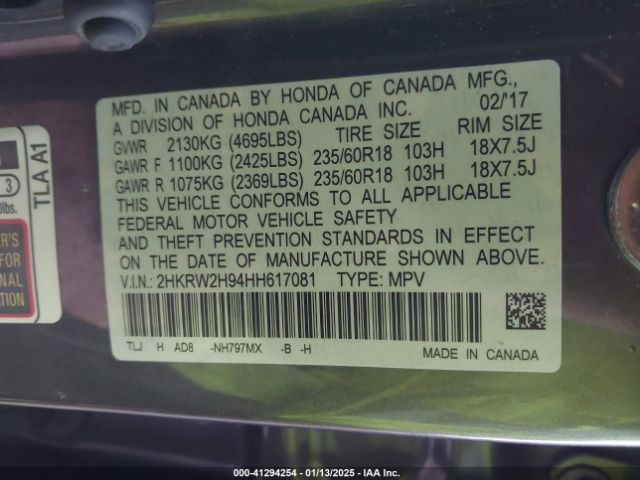 MFD. IN CANADA BY HONDA OF CANADA MFG.,
A DIVISION OF HONDA CANADA INC. 02/'17
GVWR 2130KG (4695LBS) TIRE SIZE RIM SIZE
GAWR F 1100KG (2425LBS) 235/60R18 103H 18X7.5J
GAWR R 1075KG (2369LBS) 235/60R18 103H 18X7.5J
THIS VEHICLE CONFORMS TO ALL APPLICABLE
FEDERAL MOTOR VEHICLE SAFETY
AND THEFT PREVENTION STANDARDS IN EFFECT
ON THE DATE OF MANUFACTURE SHOWN ABOVE.
V.I.N.: 2HKRW2H94HH617081 TYPE: MPV
TLJ H AD8 -NH797MX -B -H
MADE IN CANADA
TLA A1
3
lbs.
FOR
000-41294254 - 01/13/2025 - IAA Inc.